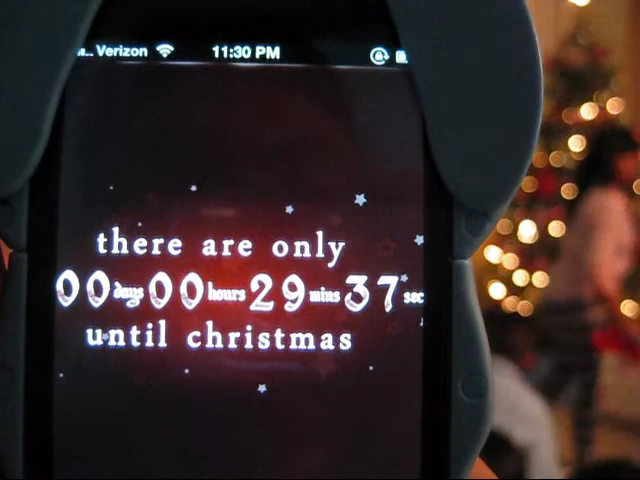 Verizon 11:30 PM
there are only
00 days 00 hours 29 mins 37 sec
until christmas